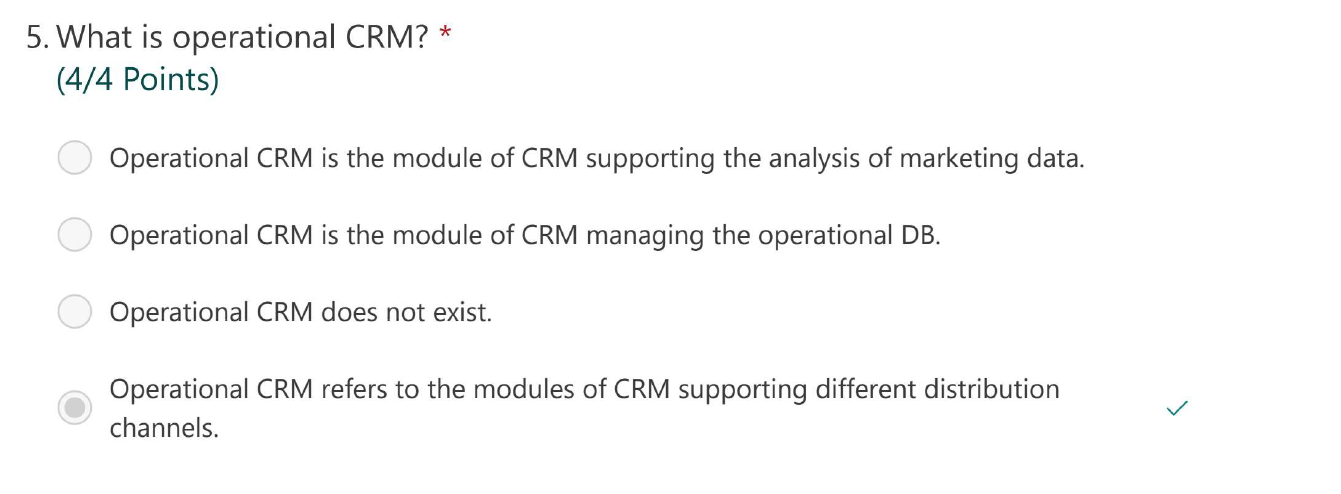 5. What is operational CRM? *
(4/4 Points)
Operational CRM is the module of CRM supporting the analysis of marketing data.
Operational CRM is the module of CRM managing the operational DB.
Operational CRM does not exist.
Operational CRM refers to the modules of CRM supporting different distribution
channels.